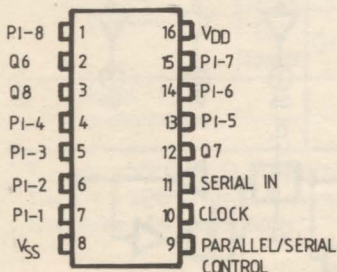 PI-8 1 16 VDD
Q6 2 15 PI-7
Q8 3 14 PI-6
PI-4 4 13 PI-5
PI-3 5 12 Q7
PI-2 6 11 SERIAL IN
PI-1 7 10 CLOCK
VSS 8 9 PARALLEL/SERIAL
CONTROL